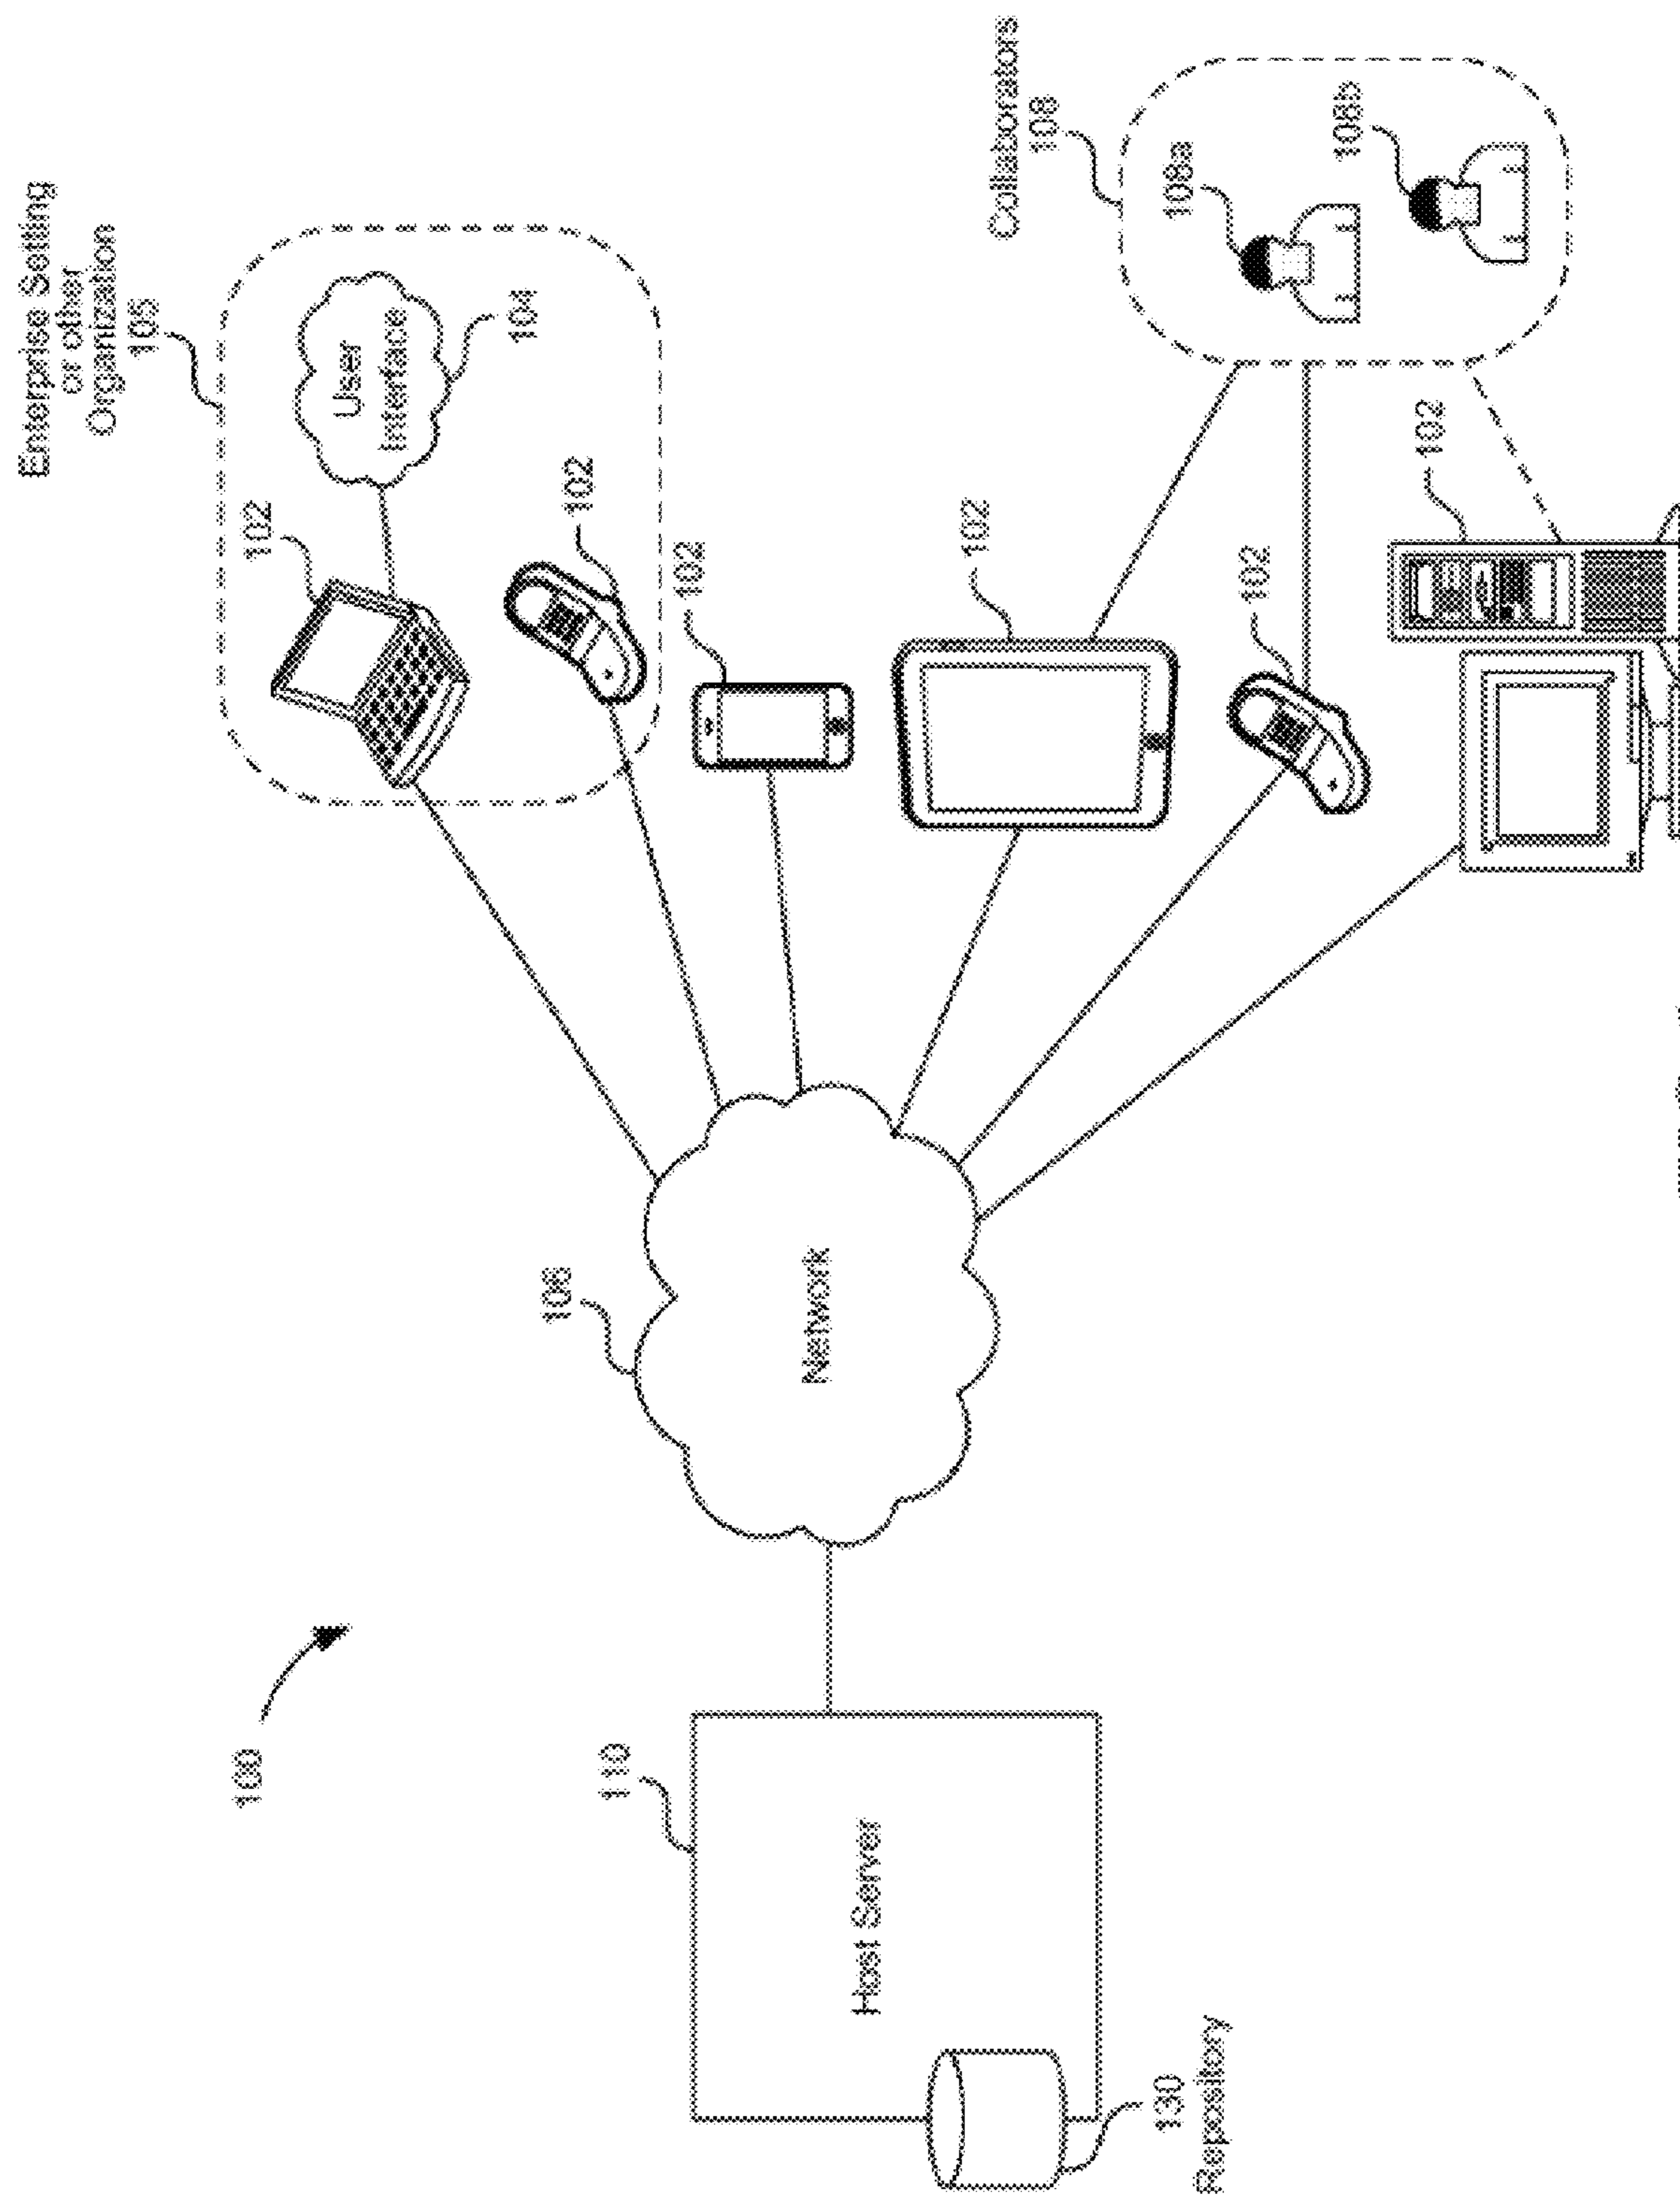 100
110
Host Server
130
Repository
106
Network
Enterprise Setting
or other
Organization
105
102
User
Interface
104
102
102
102
102
102
Collaborators
108
108a
108b